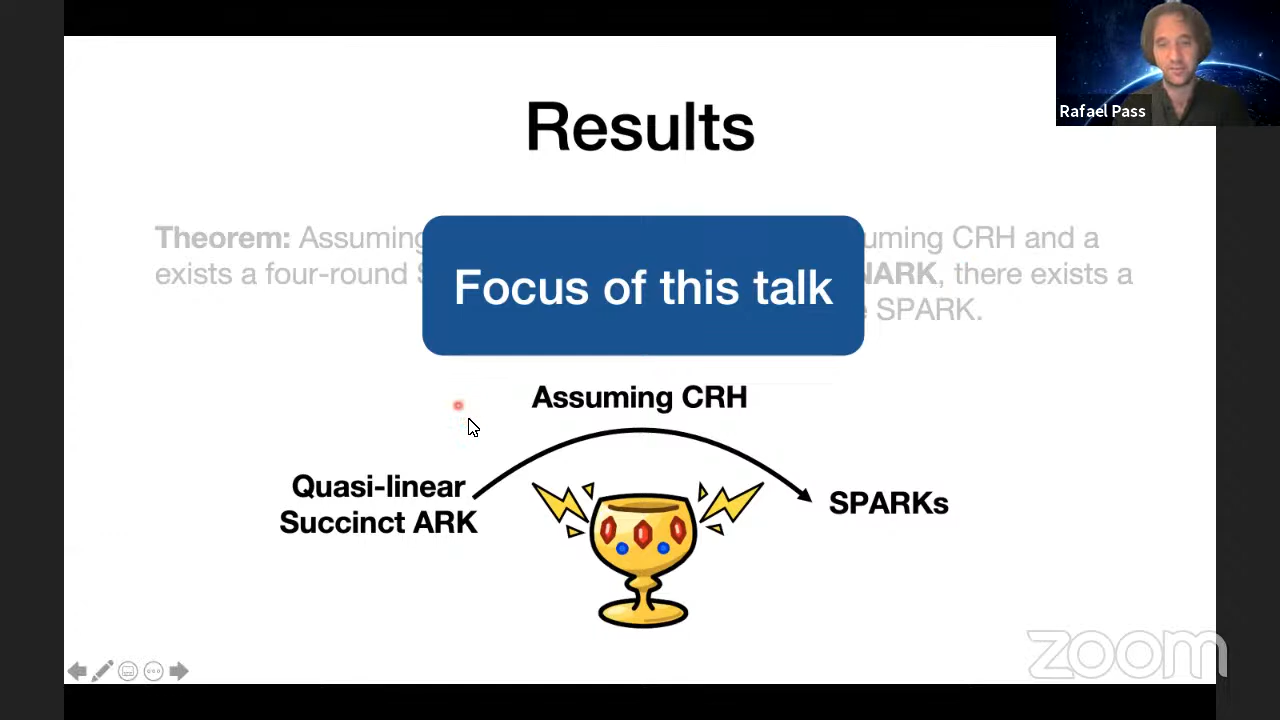 Rafael Pass
Results
Theorem: Assuming uming CRH and a
exists a four-round NARK, there exists a
SPARK.
Focus of this talk
Assuming CRH
Quasi-linear
Succinct ARK
SPARKs
zoom